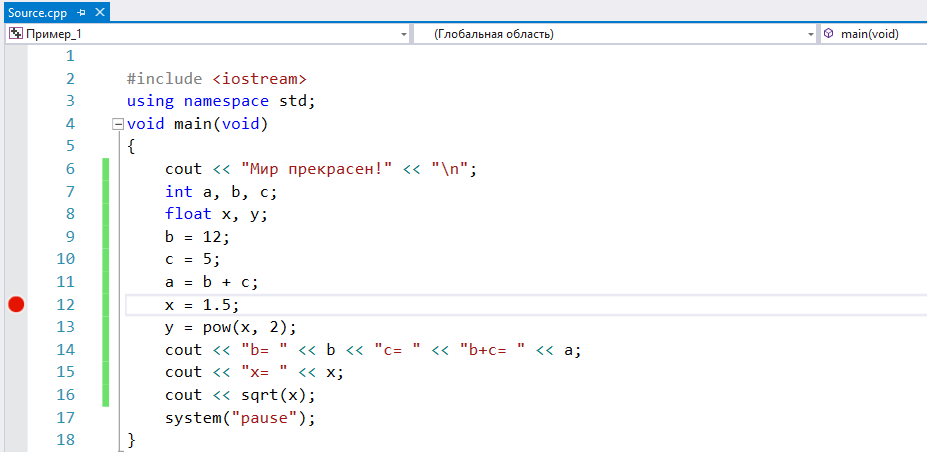 Source.cpp
Пример_1 (Глобальная область) main(void)
1
2 #include <iostream>
3 using namespace std;
4 void main(void)
5 {
6 cout << "Мир прекрасен!" << "\n";
7 int a, b, c;
8 float x, y;
9 b = 12;
10 c = 5;
11 a = b + c;
12 x = 1.5;
13 y = pow(x, 2);
14 cout << "b= " << b << "c= " << "b+c= " << a;
15 cout << "x= " << x;
16 cout << sqrt(x);
17 system("pause");
18 }